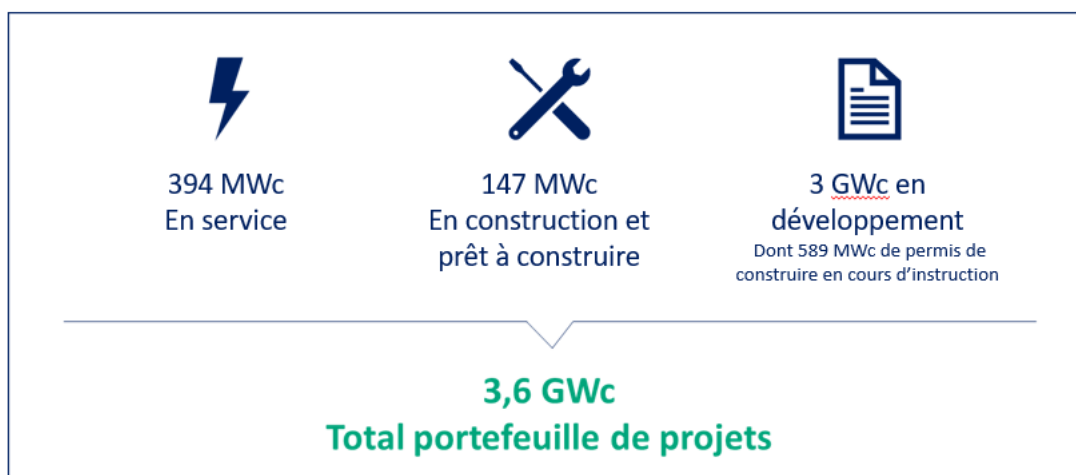 394 MWc
En service
147 MWc
En construction et
prêt à construire
3 GWc en
développement
Dont 589 MWc de permis de
construire en cours d’instruction
3,6 GWc
Total portefeuille de projets